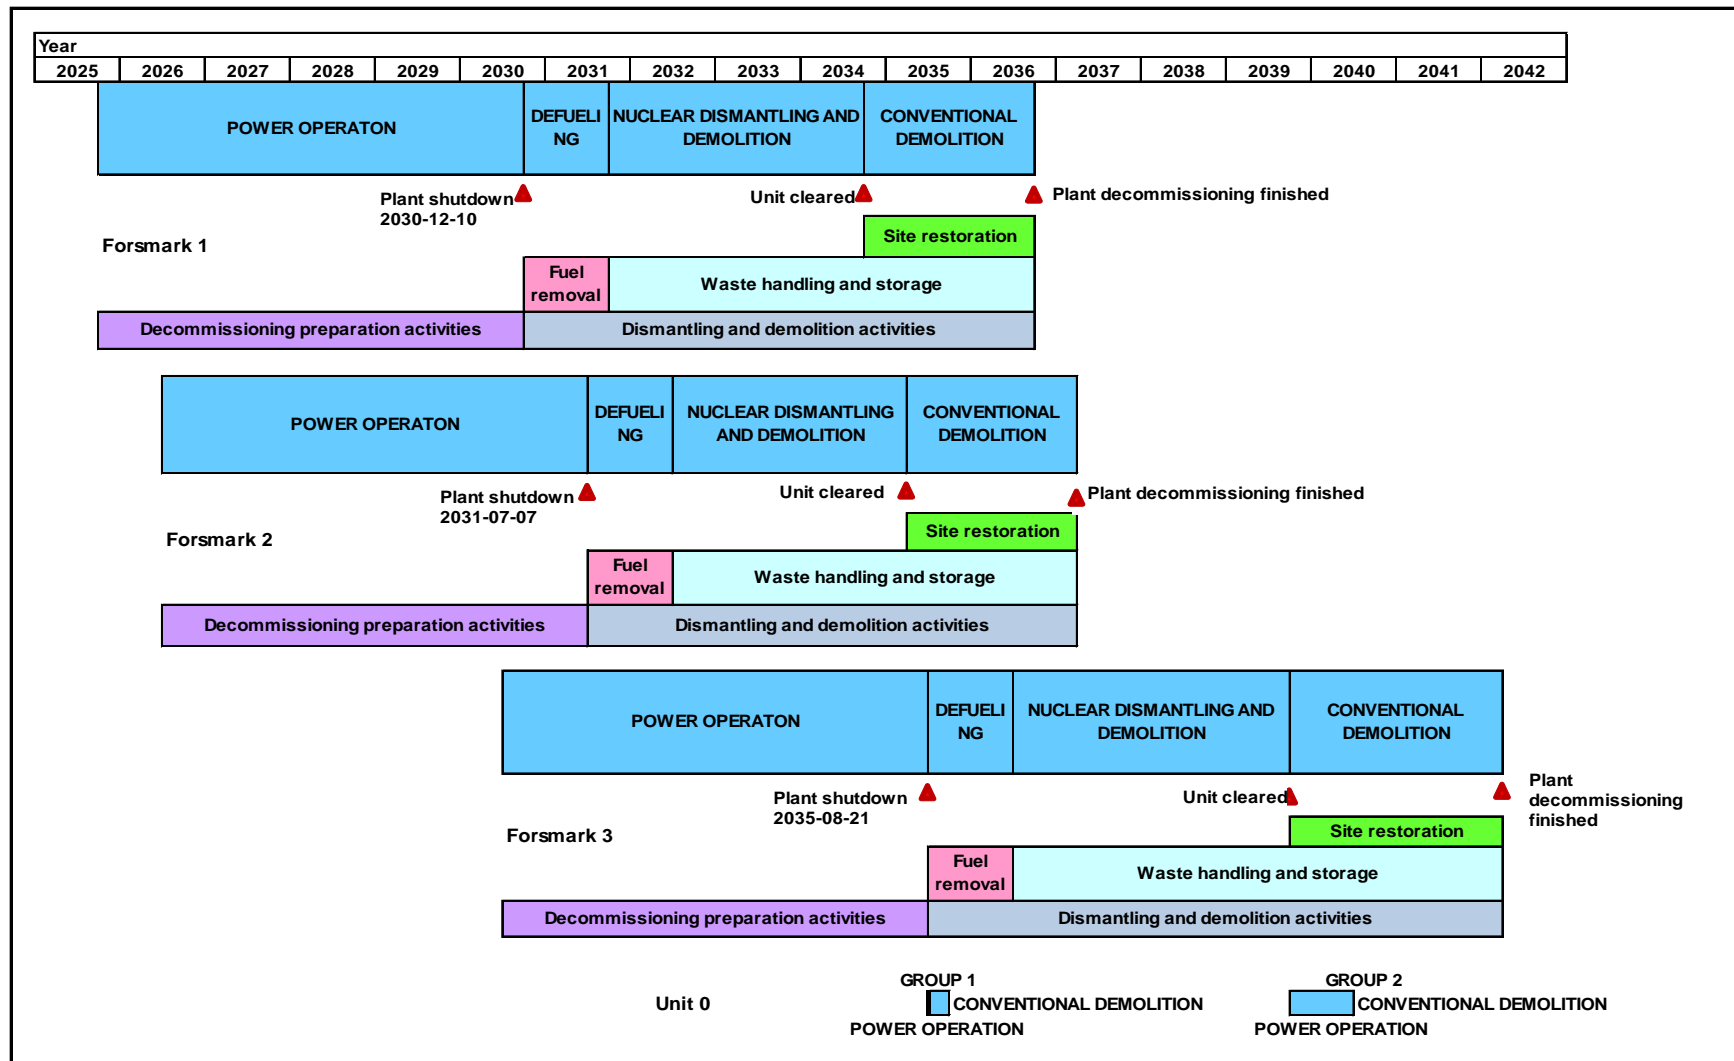 Year
2025 2026 2027 2028 2029 2030 2031 2032 2033 2034 2035 2036 2037 2038 2039 2040 2041 2042
POWER OPERATON
DEFUELI
NG
NUCLEAR DISMANTLING AND
DEMOLITION
CONVENTIONAL
DEMOLITION
Plant shutdown
2030-12-10
Unit cleared
Plant decommissioning finished
Forsmark 1
Site restoration
Fuel
removal
Waste handling and storage
Decommissioning preparation activities
Dismantling and demolition activities
POWER OPERATON
DEFUELI
NG
NUCLEAR DISMANTLING
AND DEMOLITION
CONVENTIONAL
DEMOLITION
Plant shutdown
2031-07-07
Unit cleared
Plant decommissioning finished
Forsmark 2
Site restoration
Fuel
removal
Waste handling and storage
Decommissioning preparation activities
Dismantling and demolition activities
POWER OPERATON
DEFUELI
NG
NUCLEAR DISMANTLING AND
DEMOLITION
CONVENTIONAL
DEMOLITION
Plant shutdown
2035-08-21
Unit cleared
Plant
decommissioning
finished
Forsmark 3
Site restoration
Fuel
removal
Waste handling and storage
Decommissioning preparation activities
Dismantling and demolition activities
Unit 0
GROUP 1
CONVENTIONAL DEMOLITION
POWER OPERATION
GROUP 2
CONVENTIONAL DEMOLITION
POWER OPERATION